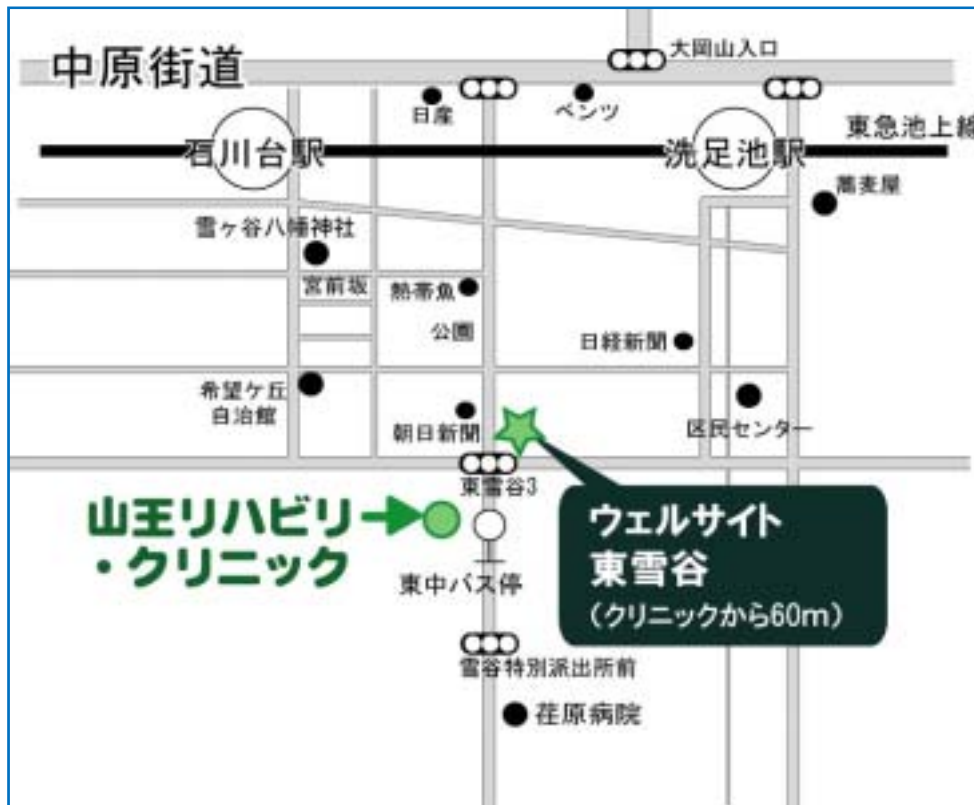 大岡山入口
中原街道
日産
ベンツ
東急池上線
石川台駅
洗足池駅
蕎麦屋
雪ヶ谷八幡神社
宮前坂
熱帯魚
公園
日経新聞
希望ケ丘
自治館
朝日新聞
区民センター
東雪谷3
山王リハビリ
・クリニック
ウェルサイト
東雪谷
(クリニックから60m)
東中バス停
雪谷特別派出所前
荏原病院